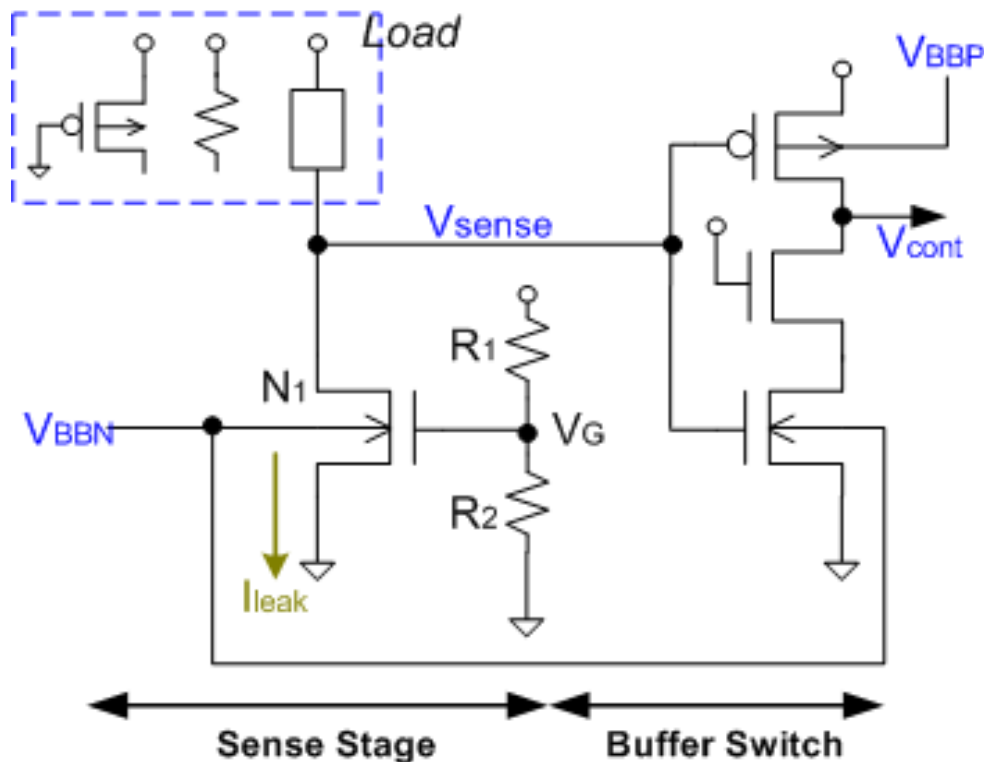 Load
VBBP
Vsense
Vcont
R1
N1
VBBN
VG
R2
Ileak
Sense Stage
Buffer Switch